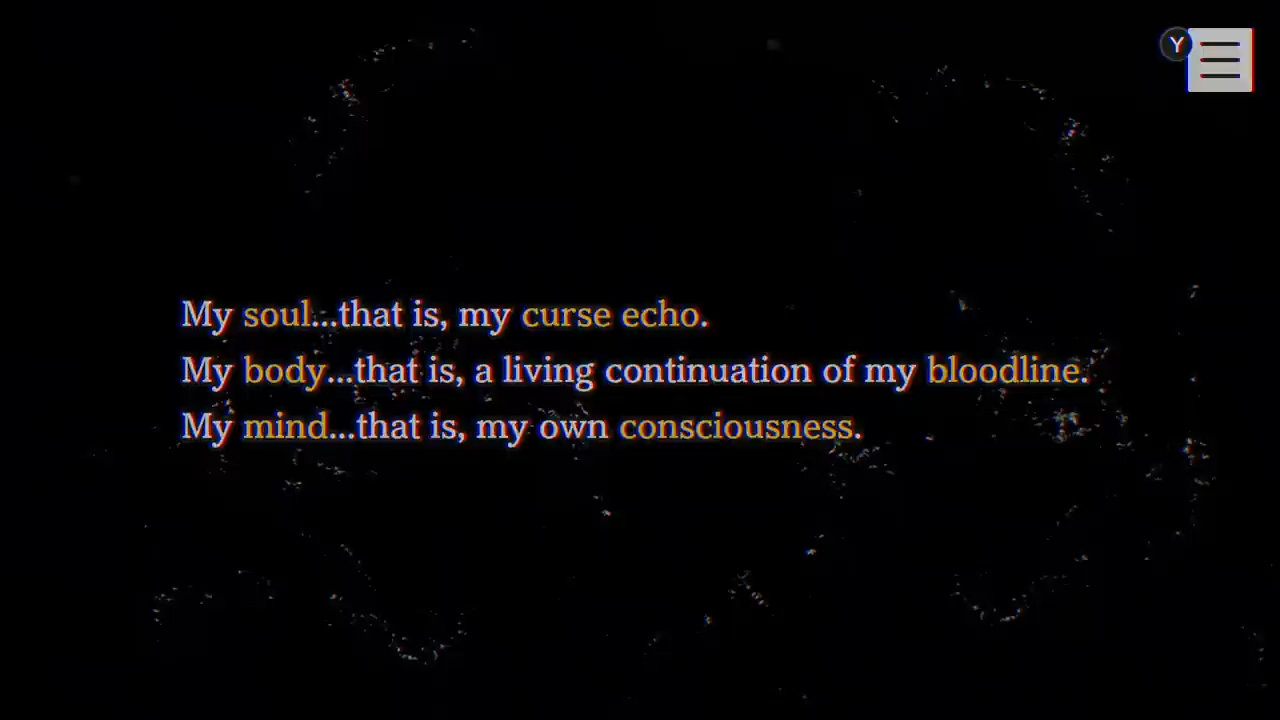 Y
My soul...that is, my curse echo.
My body...that is, a living continuation of my bloodline.
My mind...that is, my own consciousness.